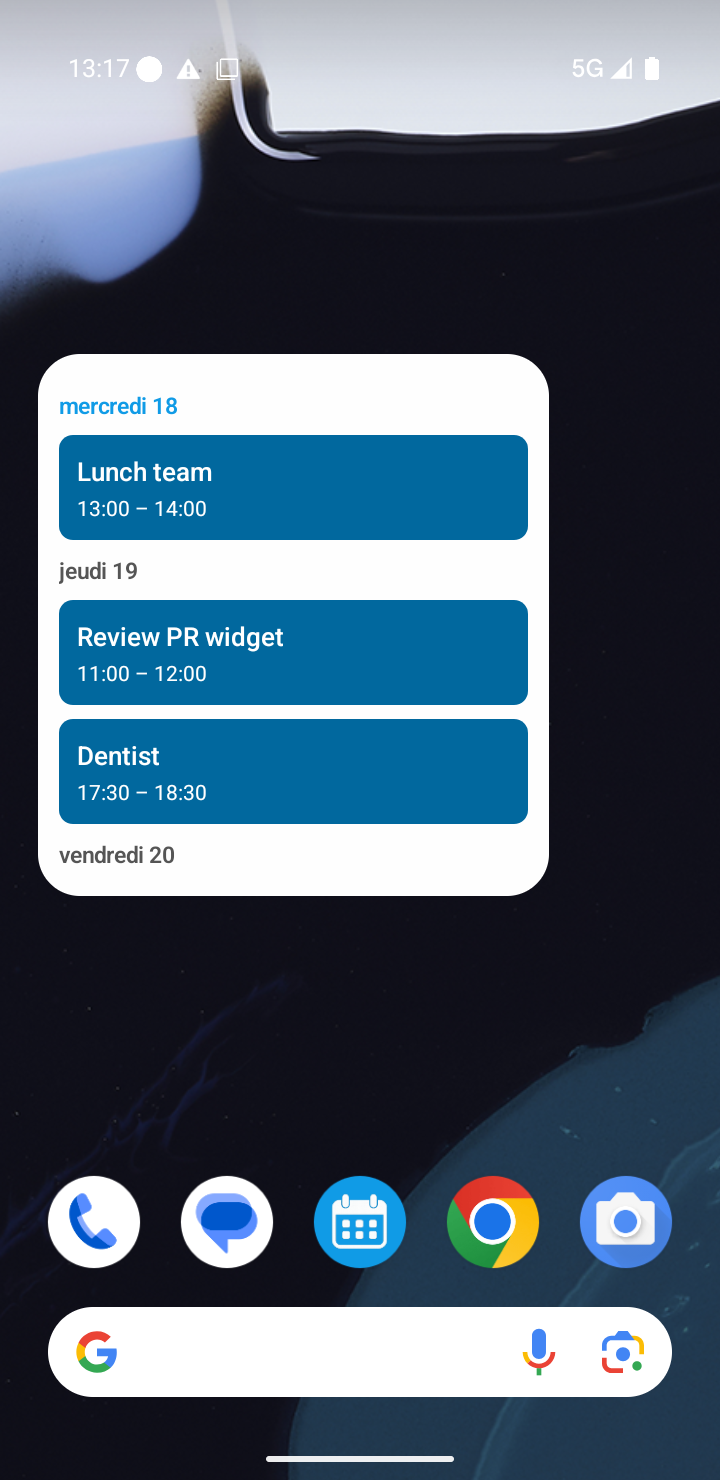 13:17
5G
mercredi 18
Lunch team
13:00 – 14:00
jeudi 19
Review PR widget
11:00 – 12:00
Dentist
17:30 – 18:30
vendredi 20